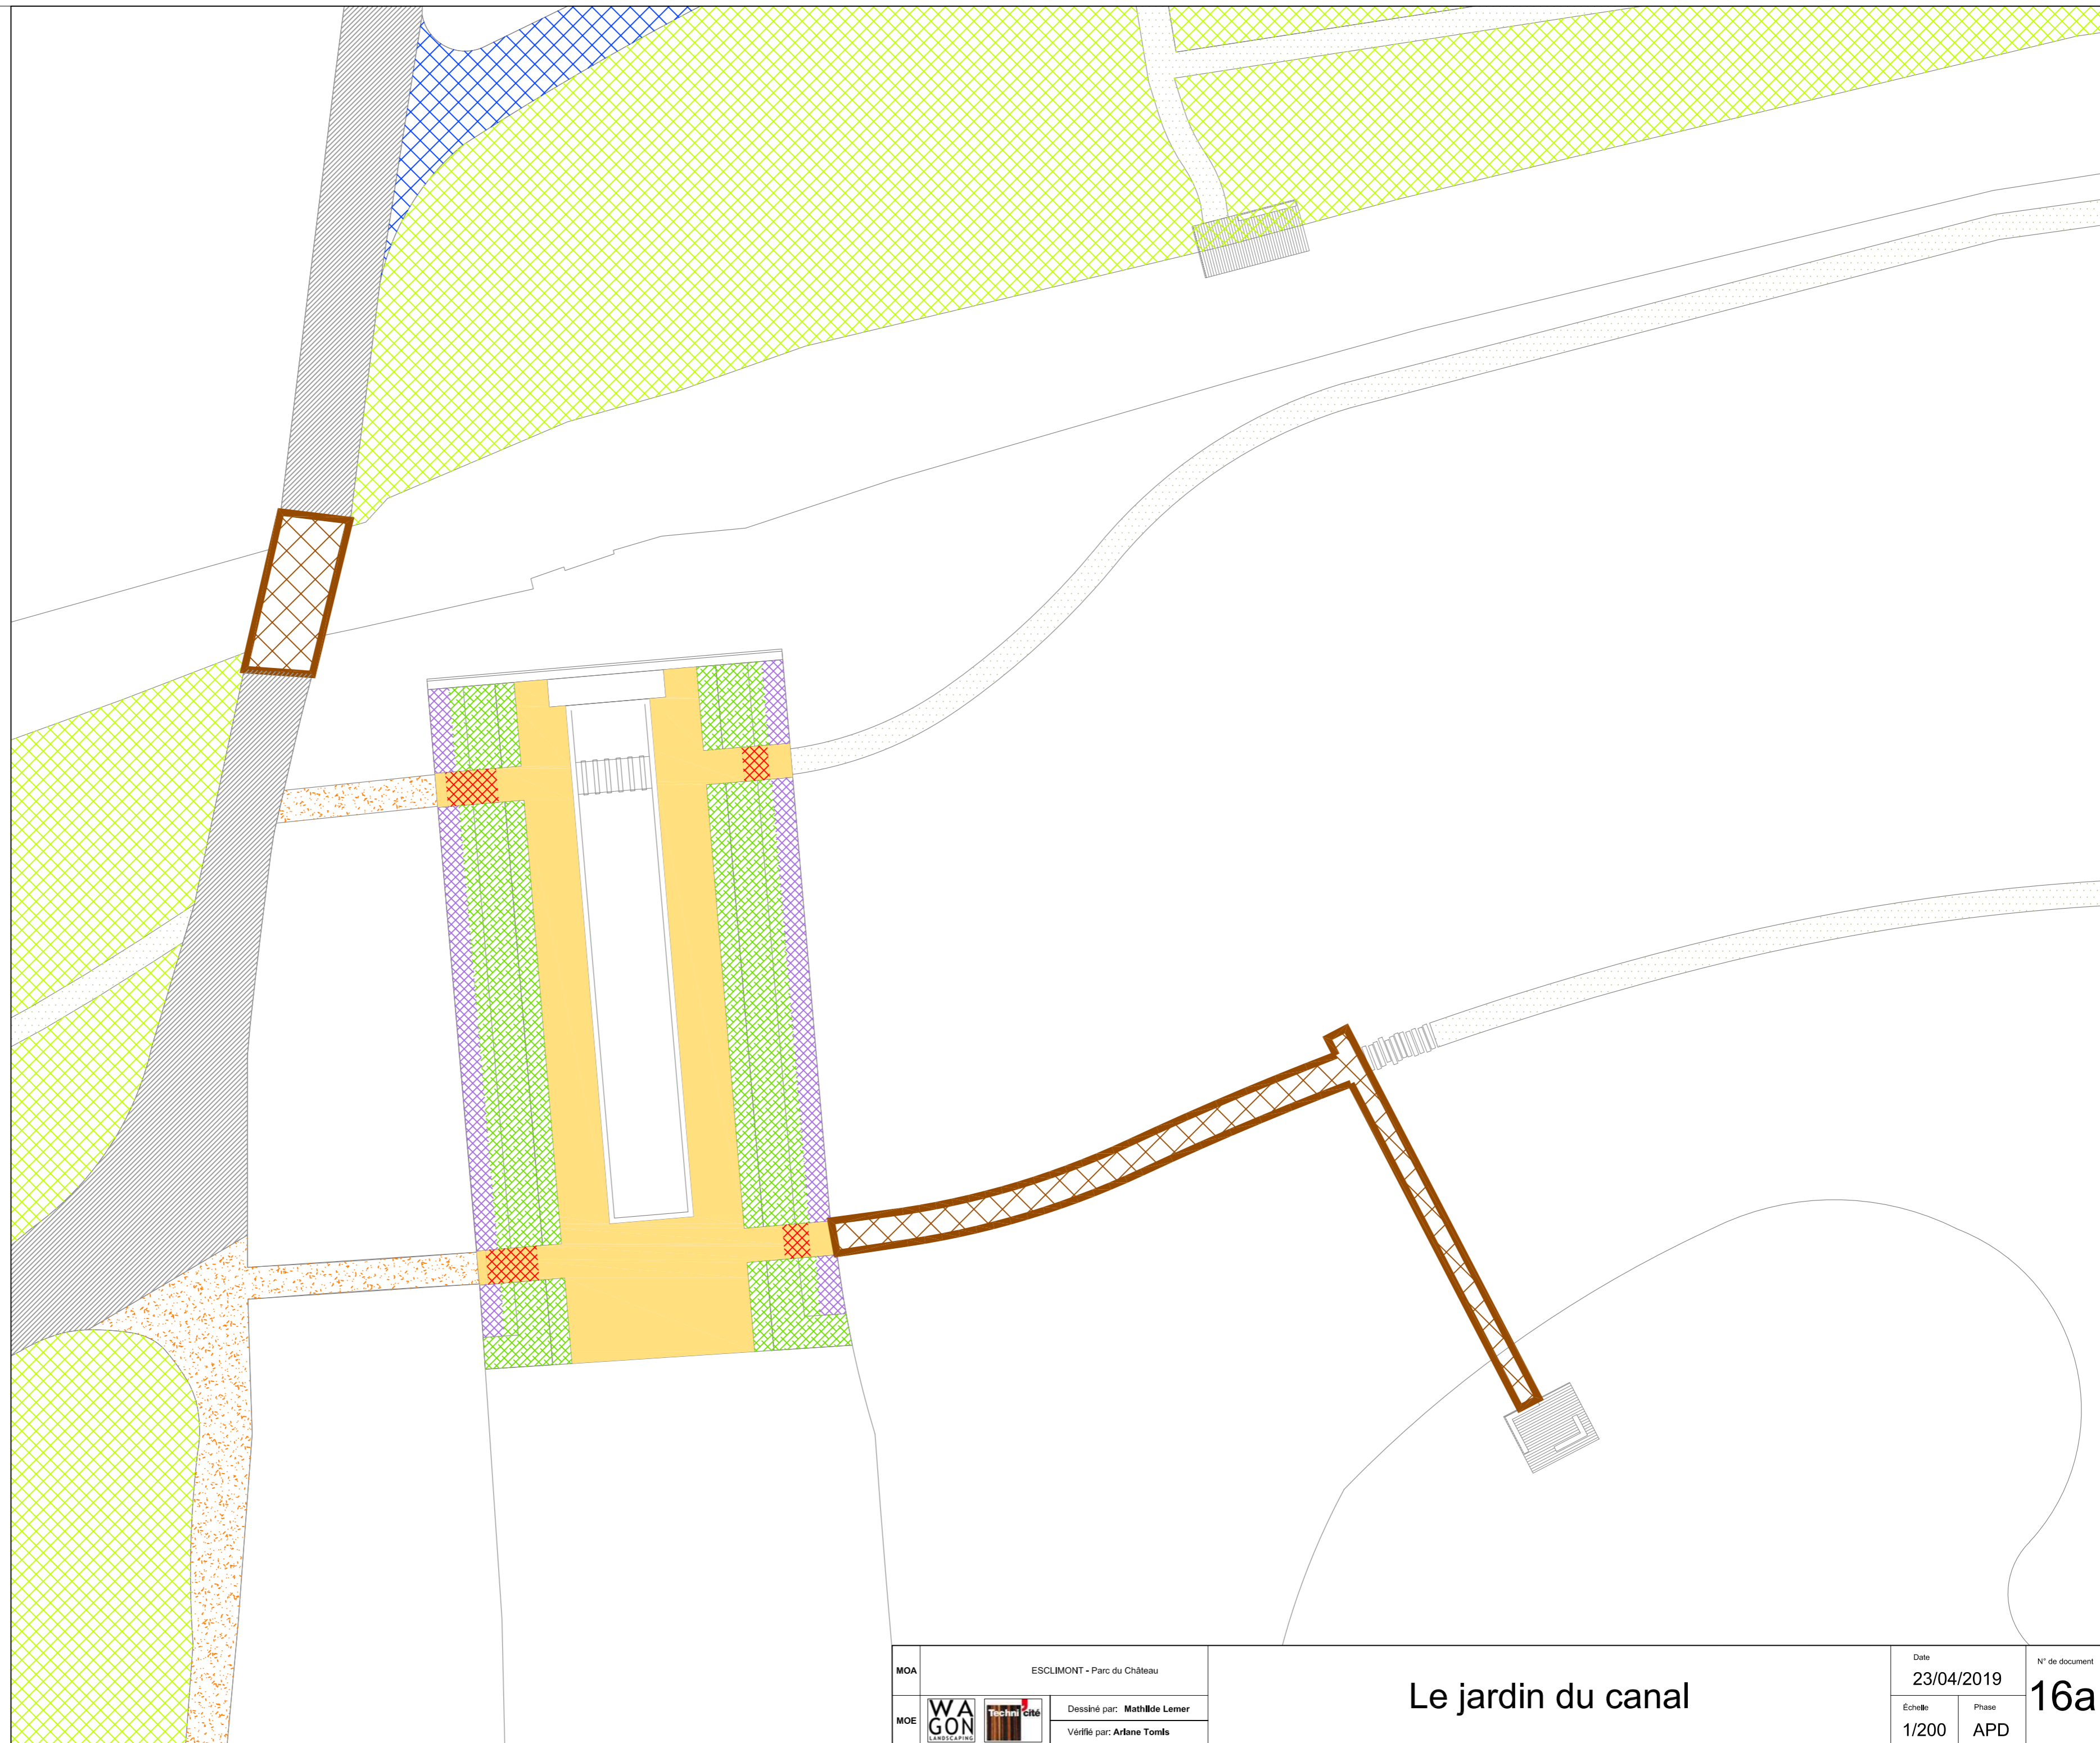 MOA
ESCLIMONT - Parc du Château
MOE
WA
GON
LANDSCAPING
Techni'cité
Dessiné par: Mathilde Lemer
Vérifié par: Ariane Tomis
Le jardin du canal
Date
23/04/2019
Échelle
1/200
Phase
APD
N° de document
16a